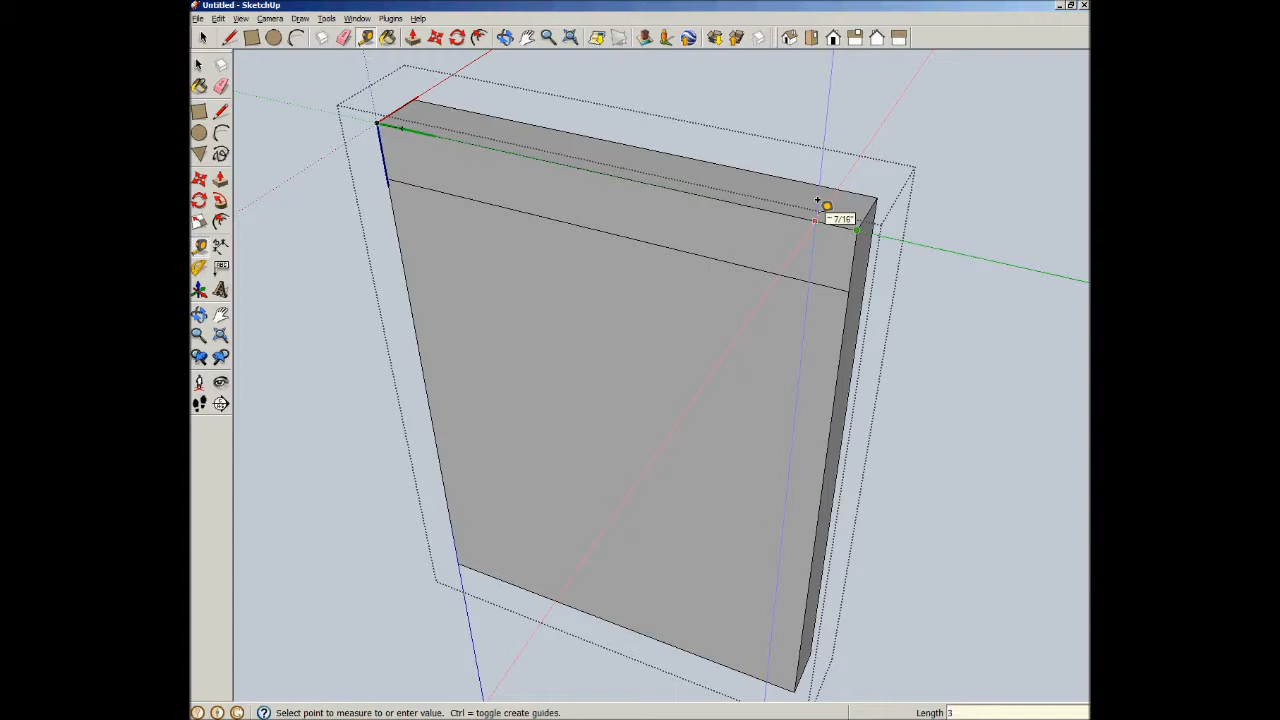 Untitled - SketchUp
File Edit View Camera Draw Tools Window Plugins Help
~ 7/16"
Select point to measure to or enter value. Ctrl = toggle create guides.
Length 3